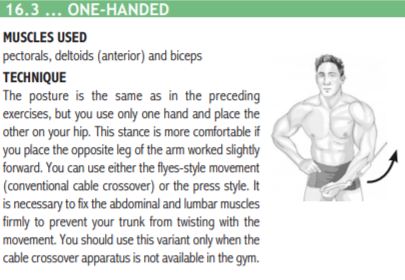 16.3 ... ONE-HANDED
MUSCLES USED
pectorals, deltoids (anterior) and biceps
TECHNIQUE
The posture is the same as in the preceding
exercises, but you use only one hand and place the
other on your hip. This stance is more comfortable if
you place the opposite leg of the arm worked slightly
forward. You can use either the flyes-style movement
(conventional cable crossover) or the press style. It
is necessary to fix the abdominal and lumbar muscles
firmly to prevent your trunk from twisting with the
movement. You should use this variant only when the
cable crossover apparatus is not available in the gym.